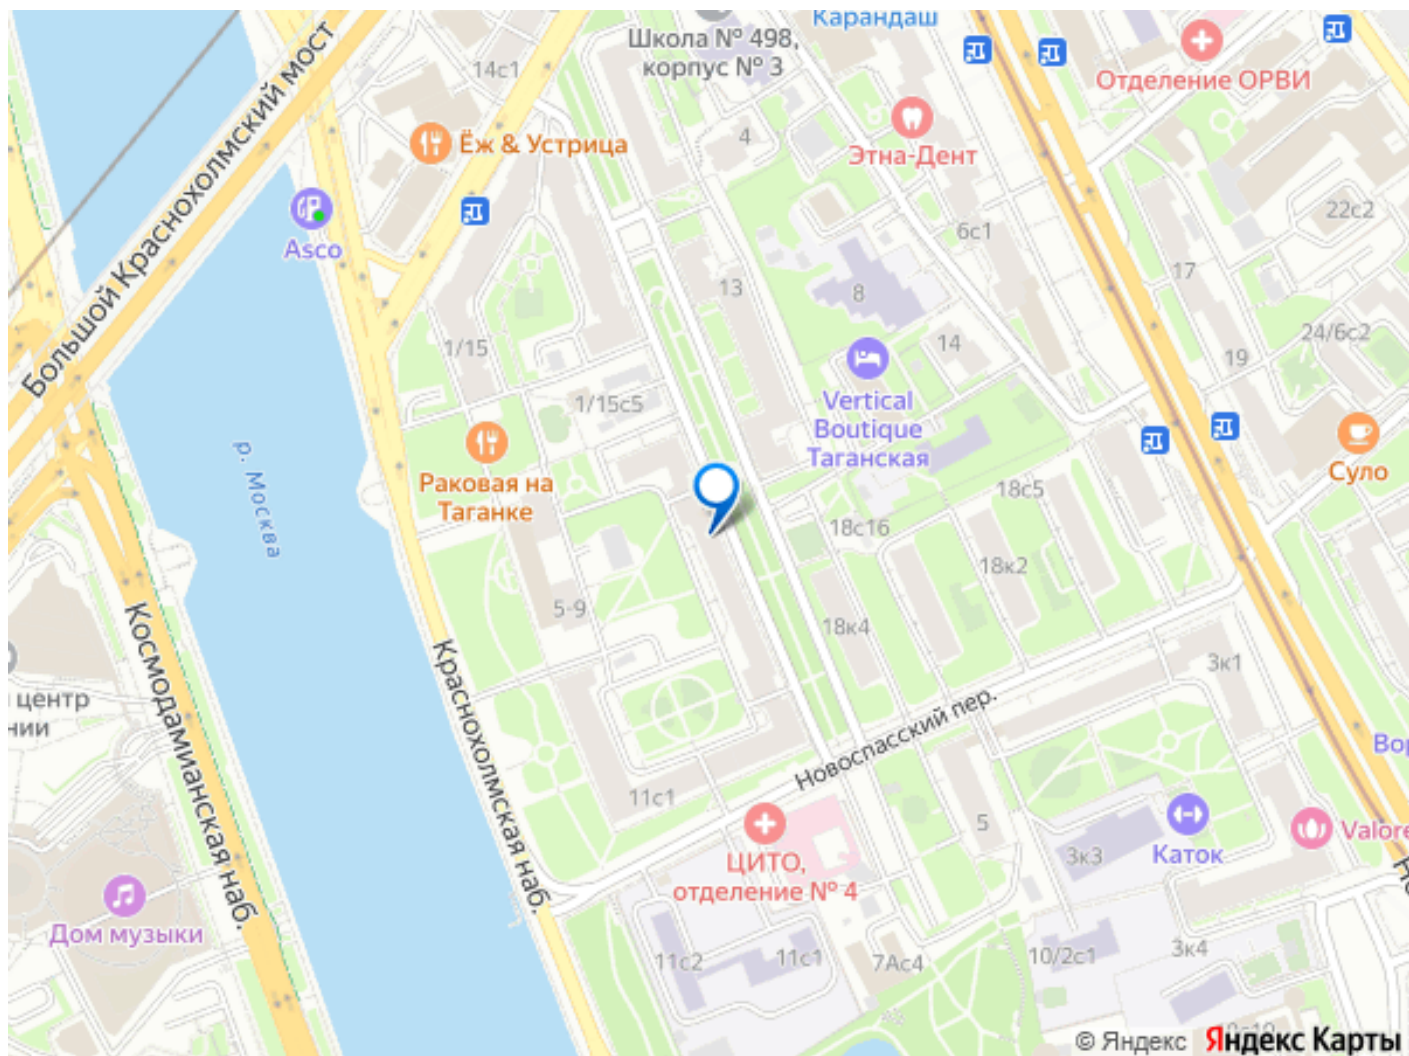 Большой Краснохолмский мост
14с1
Школа № 498,
корпус № 3
Карандаш
Отделение ОРВИ
Ёж & Устрица
4
Этна-Дент
Asco
6с1
22с2
17
13
8
1/15
14
24/6с2
19
1/15с5
Vertical
Boutique
Таганская
р. Москва
Раковая на
Таганке
Суло
18с5
18с16
18к2
5-9
18к4
Космодамианская наб.
Краснохолмская наб.
3к1
центр
нии
Новоспасский пер.
11с1
5
Каток
3к3
Valore
ЦИТО,
отделение № 4
Дом музыки
11с2
11с1
7Ас4
10/2с1
3к4
© Яндекс
Яндекс Карты